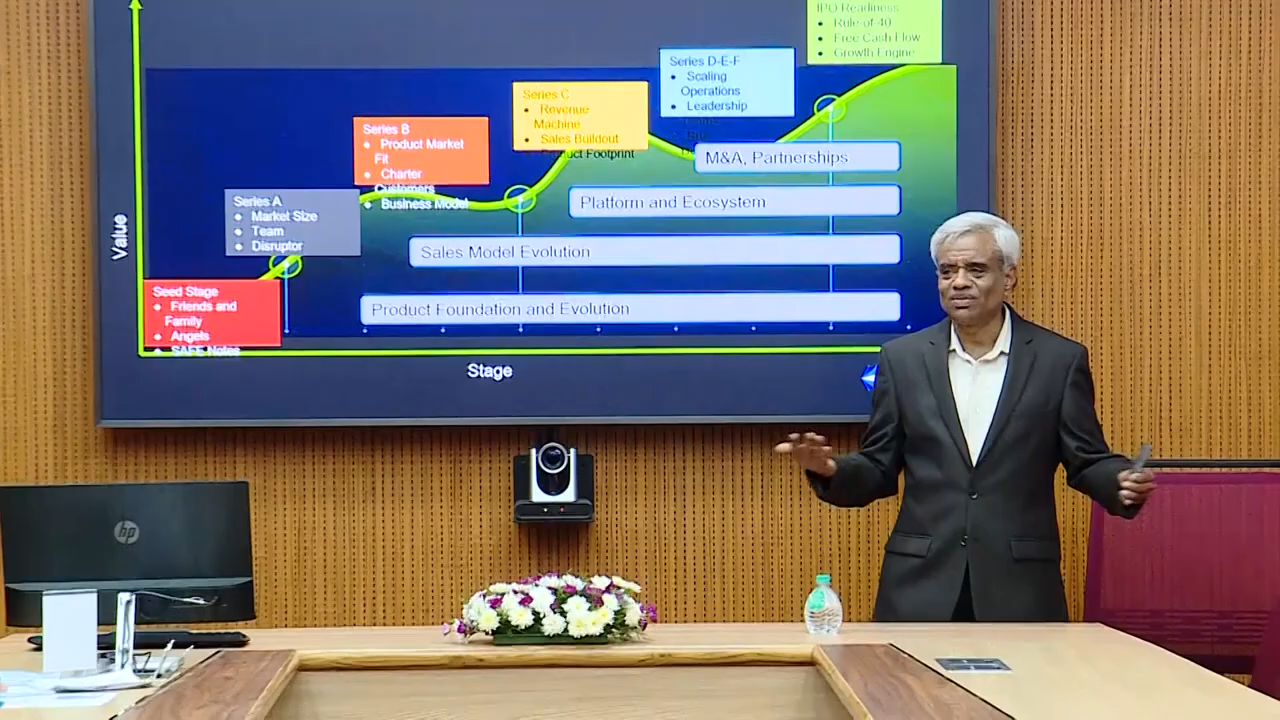 IPO Readiness
Rule-of-40
Free Cash Flow
Growth Engine
Series D-E-F
Scaling
Operations
Leadership
Series C
Revenue
Machine
Sales Buildout
Product Footprint
Series B
Product Market
Fit
Charter
Customers
Business Model
Series A
Market Size
Team
Disruptor
Seed Stage
Friends and
Family
Angels
SAFE Notes
M&A, Partnerships
Platform and Ecosystem
Sales Model Evolution
Product Foundation and Evolution
Value
Stage
hp